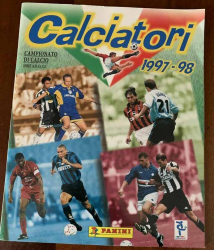 Calciatori
1997-98
CAMPIONATO
DI CALCIO
21
PANINI